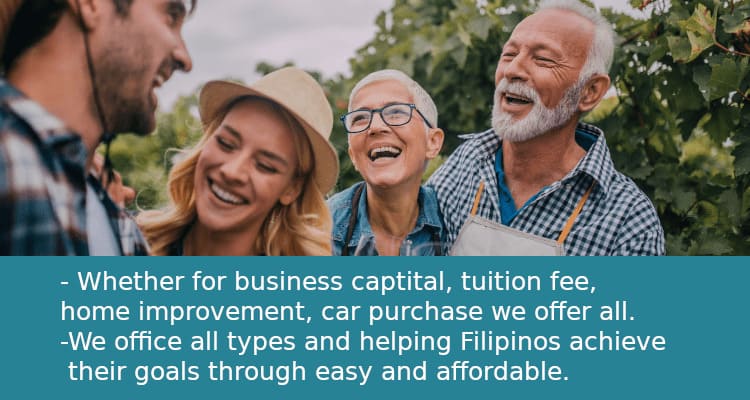 - Whether for business captital, tuition fee,
home improvement, car purchase we offer all.
-We office all types and helping Filipinos achieve
their goals through easy and affordable.